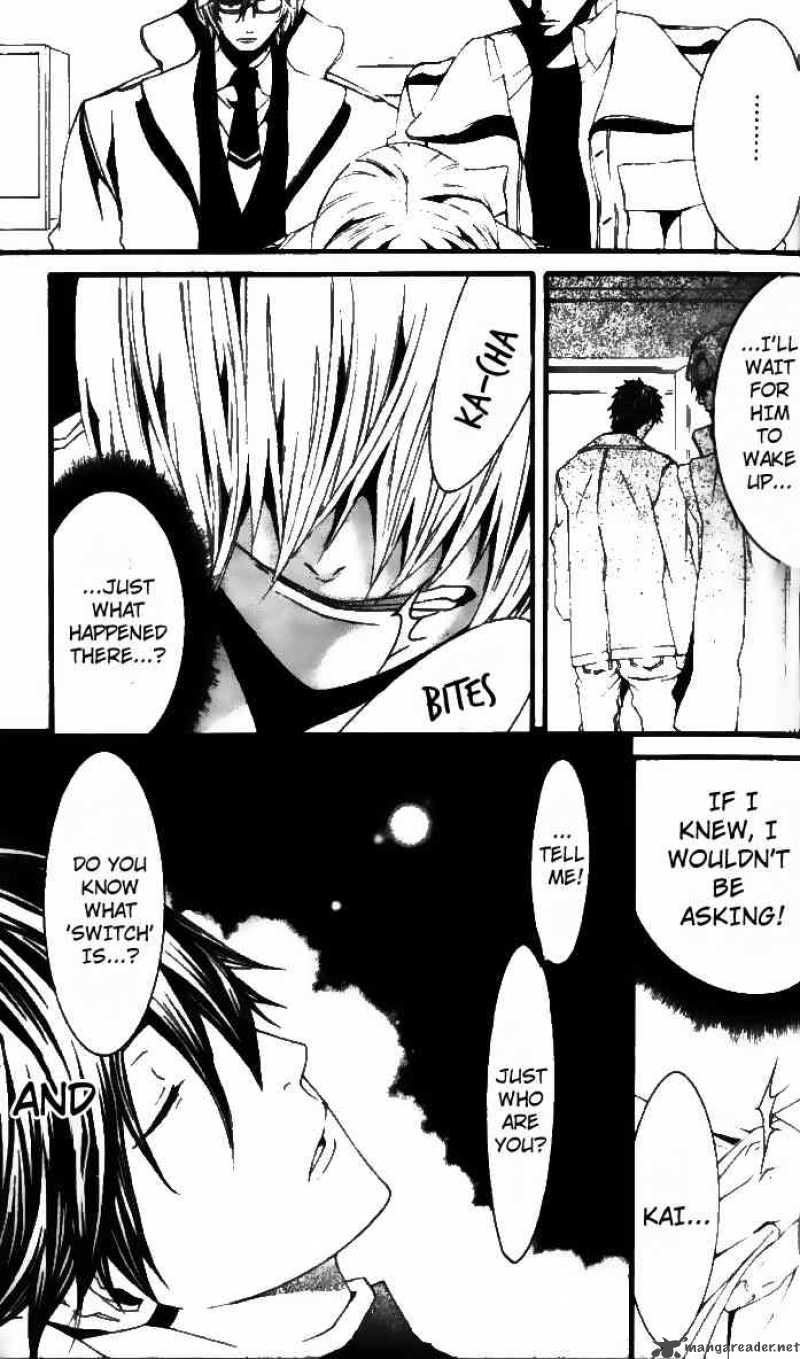 .......
...I'LL
WAIT
FOR
HIM
TO
WAKE
UP...
KA-CHA
...JUST
WHAT
HAPPENED
THERE...?
BITES
IF I
KNEW, I
WOULDN'T
BE
ASKING!
KAI...
...
TELL
ME!
JUST
WHO
ARE
YOU?
DO YOU
KNOW
WHAT
'SWITCH'
IS...?
AND
mangareader.net